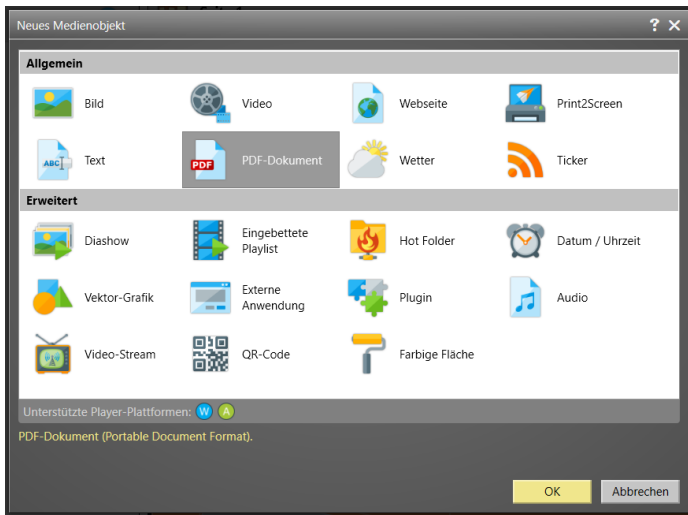 Neues Medienobjekt
? ×
Allgemein
Bild
Video
Webseite
Print2Screen
ABC
Text
PDF
PDF-Dokument
Wetter
Ticker
Erweitert
Diashow
Eingebettete
Playlist
Hot Folder
Datum / Uhrzeit
Vektor-Grafik
Externe
Anwendung
Plugin
Audio
Video-Stream
QR-Code
Farbige Fläche
Unterstützte Player-Plattformen: W A
PDF-Dokument (Portable Document Format).
OK
Abbrechen